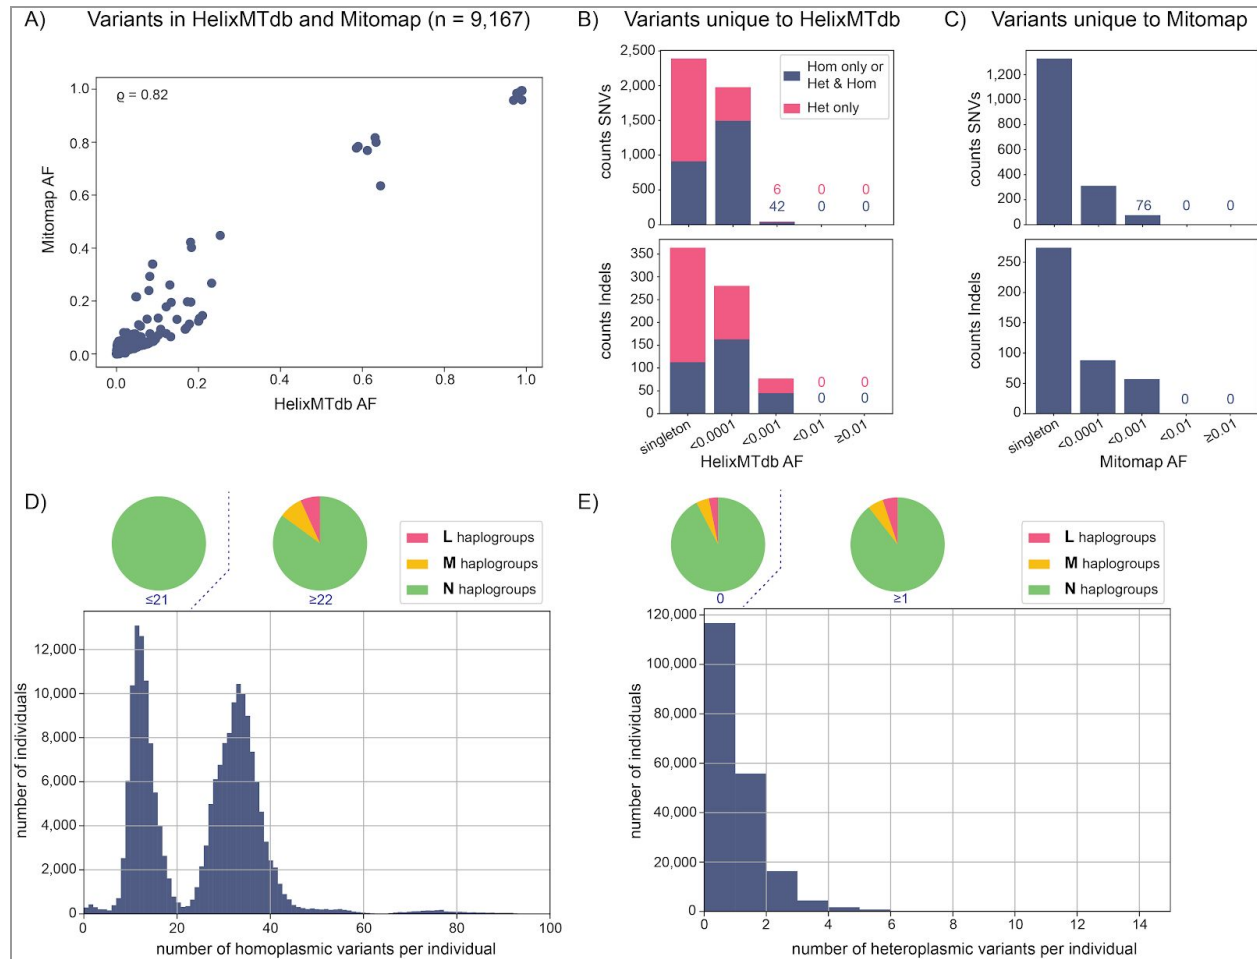 A) Variants in HelixMTdb and Mitomap (n = 9,167)
ϱ = 0.82
1.0
0.8
0.6
0.4
0.2
0.0
Mitomap AF
0.0 0.2 0.4 0.6 0.8 1.0
HelixMTdb AF
B) Variants unique to HelixMTdb
2,500
2,000
1,500
1,000
500
0
counts SNVs
Hom only or
Het & Hom
Het only
6 0 0
42 0 0
350
300
250
200
150
100
50
0
counts Indels
0 0
0 0
singleton <0.0001 <0.001 <0.01 ≥0.01
HelixMTdb AF
C) Variants unique to Mitomap
1,200
1,000
800
600
400
200
0
counts SNVs
76 0 0
250
200
150
100
50
0
counts Indels
0 0
singleton <0.0001 <0.001 <0.01 ≥0.01
Mitomap AF
D)
≤21
≥22
L haplogroups
M haplogroups
N haplogroups
12,000
10,000
8,000
6,000
4,000
2,000
0
number of individuals
0 20 40 60 80 100
number of homoplasmic variants per individual
E)
0
≥1
L haplogroups
M haplogroups
N haplogroups
120,000
100,000
80,000
60,000
40,000
20,000
0
number of individuals
0 2 4 6 8 10 12 14
number of heteroplasmic variants per individual